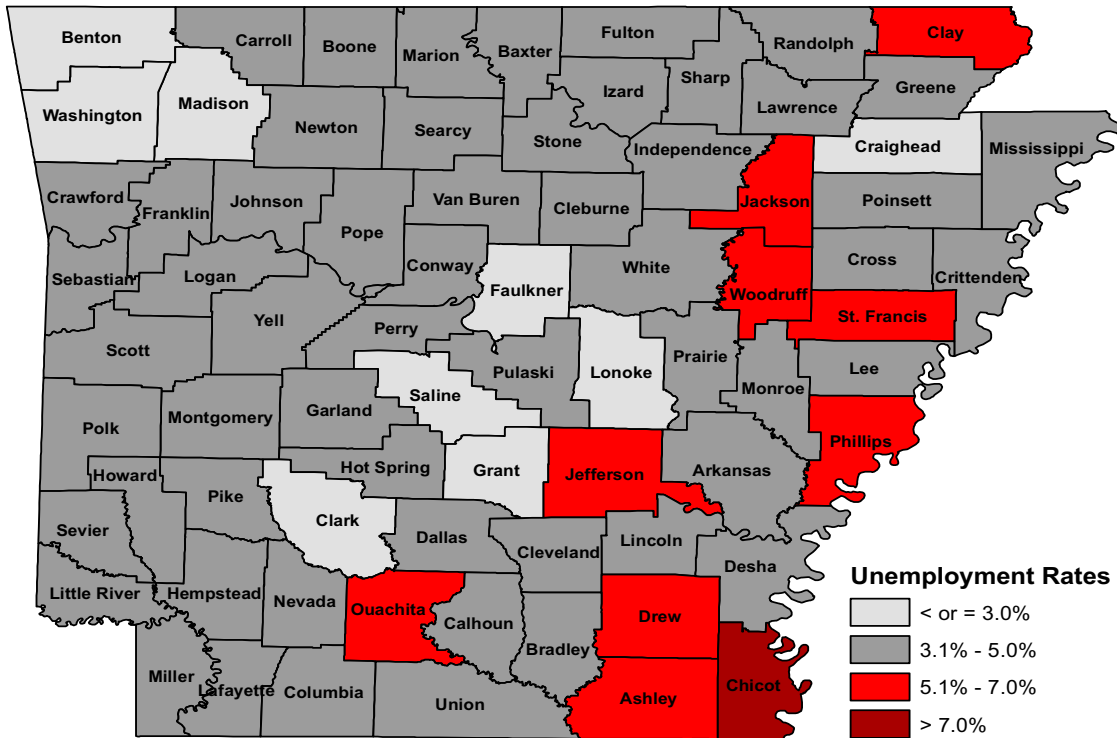 Benton
Carroll
Boone
Marion
Baxter
Fulton
Randolph
Clay
Washington
Madison
Newton
Searcy
Stone
Izard
Sharp
Lawrence
Greene
Independence
Craighead
Mississippi
Crawford
Franklin
Johnson
Pope
Van Buren
Cleburne
Jackson
Poinsett
Sebastian
Logan
Conway
Faulkner
White
Woodruff
Cross
Crittenden
St. Francis
Scott
Yell
Perry
Pulaski
Lonoke
Prairie
Monroe
Lee
Saline
Polk
Montgomery
Garland
Hot Spring
Grant
Jefferson
Arkansas
Phillips
Howard
Pike
Clark
Dallas
Cleveland
Lincoln
Desha
Sevier
Little River
Hempstead
Nevada
Ouachita
Calhoun
Bradley
Drew
Miller
Lafayette
Columbia
Union
Ashley
Chicot
Unemployment Rates
< or = 3.0%
3.1% - 5.0%
5.1% - 7.0%
> 7.0%